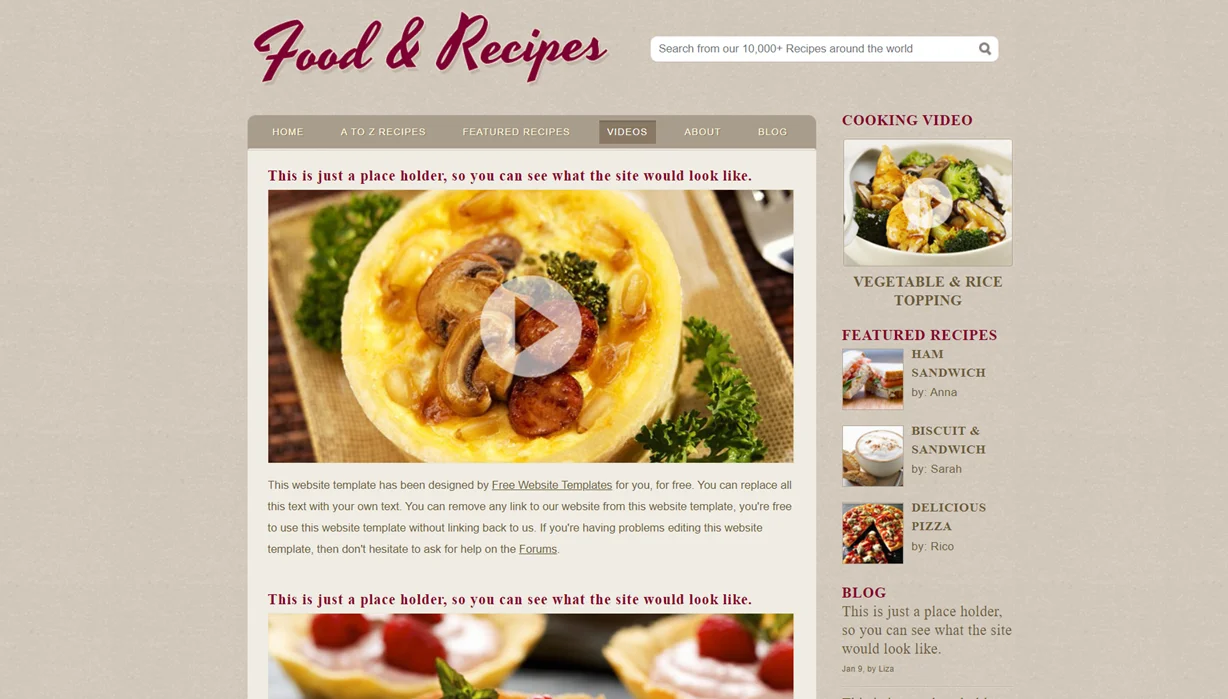 Food & Recipes
Search from our 10,000+ Recipes around the world
HOME A TO Z RECIPES FEATURED RECIPES VIDEOS ABOUT BLOG
This is just a place holder, so you can see what the site would look like.
This website template has been designed by Free Website Templates for you, for free. You can replace all
this text with your own text. You can remove any link to our website from this website template, you're free
to use this website template without linking back to us. If you're having problems editing this website
template, then don't hesitate to ask for help on the Forums.
This is just a place holder, so you can see what the site would look like.
COOKING VIDEO
VEGETABLE & RICE
TOPPING
FEATURED RECIPES
HAM
SANDWICH
by: Anna
BISCUIT &
SANDWICH
by: Sarah
DELICIOUS
PIZZA
by: Rico
BLOG
This is just a place holder,
so you can see what the site
would look like.
Jan 9, by Liza